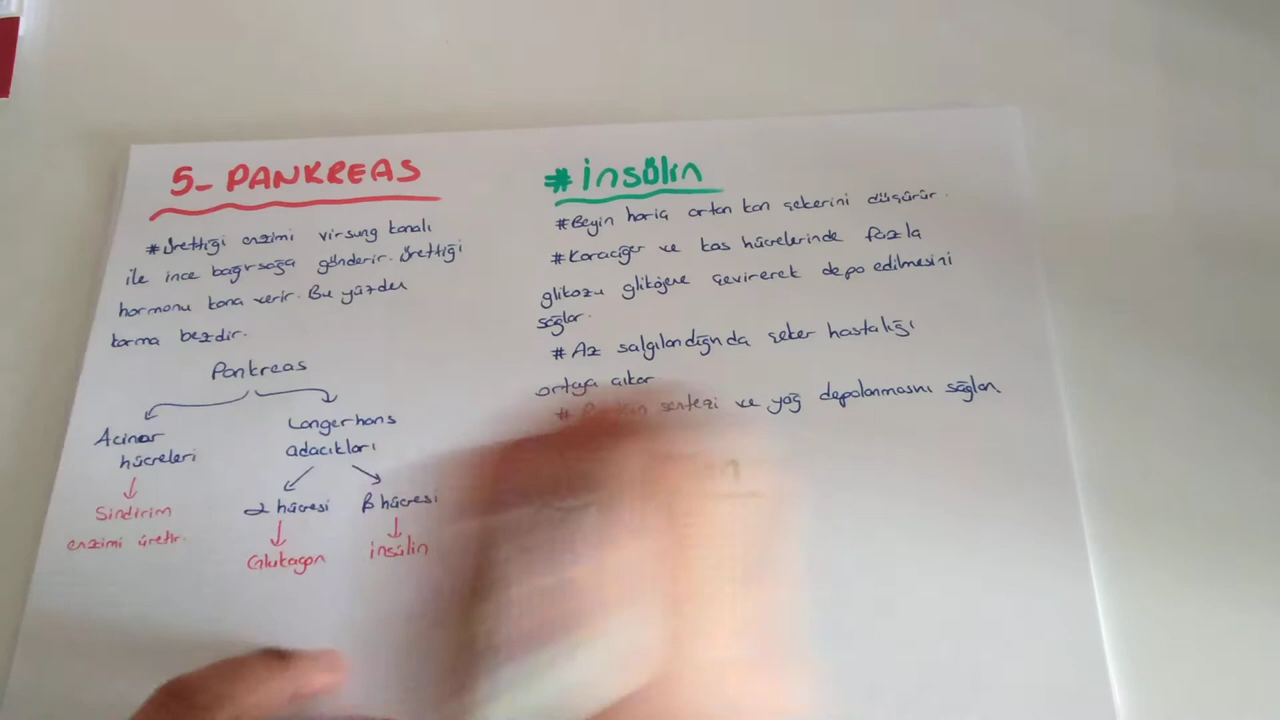 5- PANKREAS
#Ürettiği enzimi virsung kanalı
ile ince bağırsağa gönderir. Ürettiği
hormonu kana verir. Bu yüzden
karma bezdir.
Pankreas
Acinar
hücreleri
Sindirim
enzimi üretir.
Langerhans
adacıkları
α hücresi
Glukagon
β hücresi
insülin
#İnsülin
#Beyin hariç artan kan şekerini düşürür.
#Karaciğer ve kas hücrelerinde fazla
glikozu glikojene çevirerek depo edilmesini
sağlar.
#Az salgılandığında şeker hastalığı
ortaya çıkar
# sentezi ve yağ depolanmasını sağlar